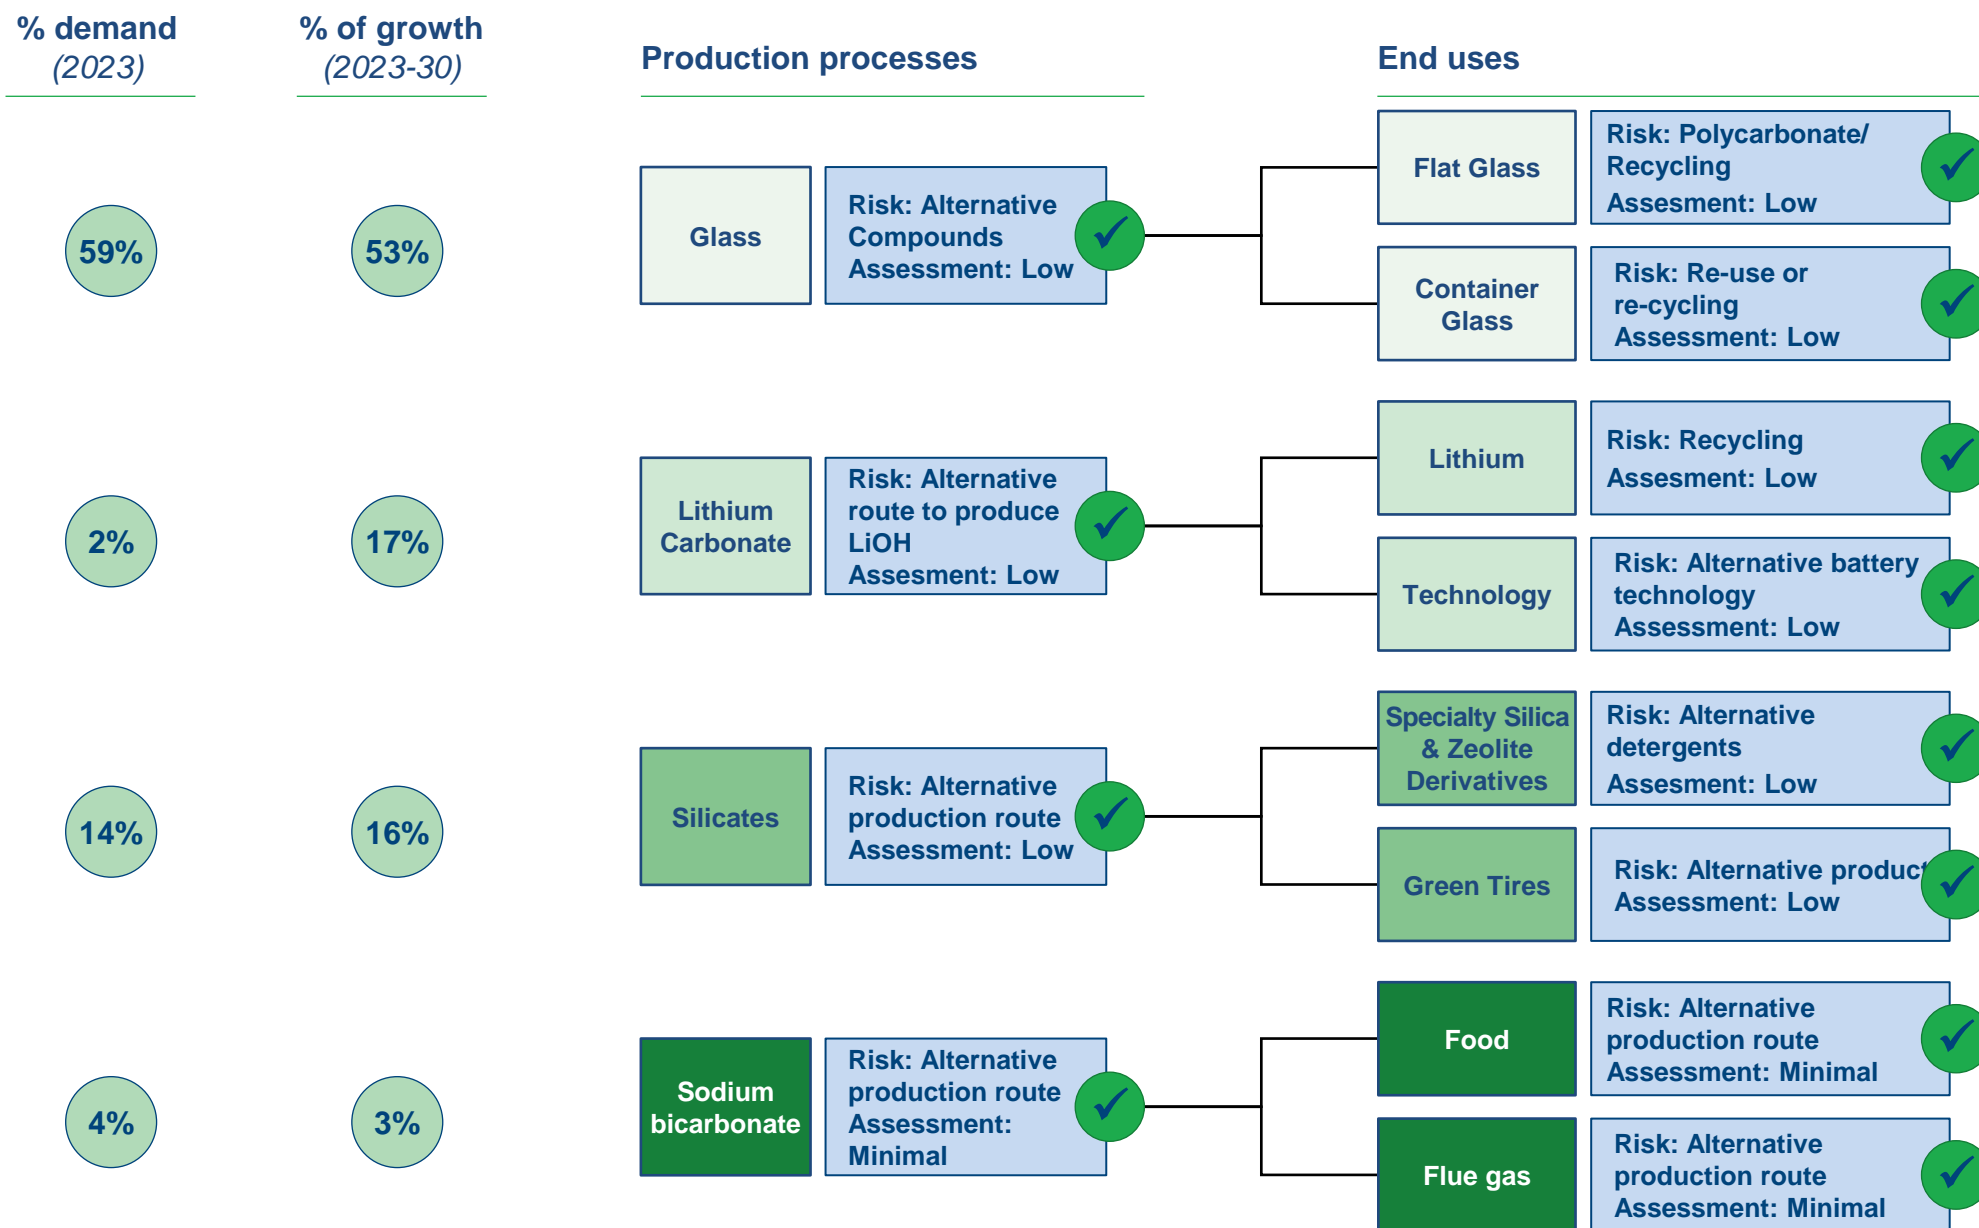 % demand
(2023)
% of growth
(2023-30)
Production processes
End uses
59%
53%
Glass
Risk: Alternative
Compounds
Assessment: Low
Flat Glass
Risk: Polycarbonate/
Recycling
Assesment: Low
Container
Glass
Risk: Re-use or
re-cycling
Assessment: Low
2%
17%
Lithium
Carbonate
Risk: Alternative
route to produce
LiOH
Assesment: Low
Lithium
Risk: Recycling
Assesment: Low
Technology
Risk: Alternative battery
technology
Assessment: Low
14%
16%
Silicates
Risk: Alternative
production route
Assessment: Low
Specialty Silica
& Zeolite
Derivatives
Risk: Alternative
detergents
Assesment: Low
Green Tires
Risk: Alternative product
Assessment: Low
4%
3%
Sodium
bicarbonate
Risk: Alternative
production route
Assessment:
Minimal
Food
Risk: Alternative
production route
Assessment: Minimal
Flue gas
Risk: Alternative
production route
Assessment: Minimal